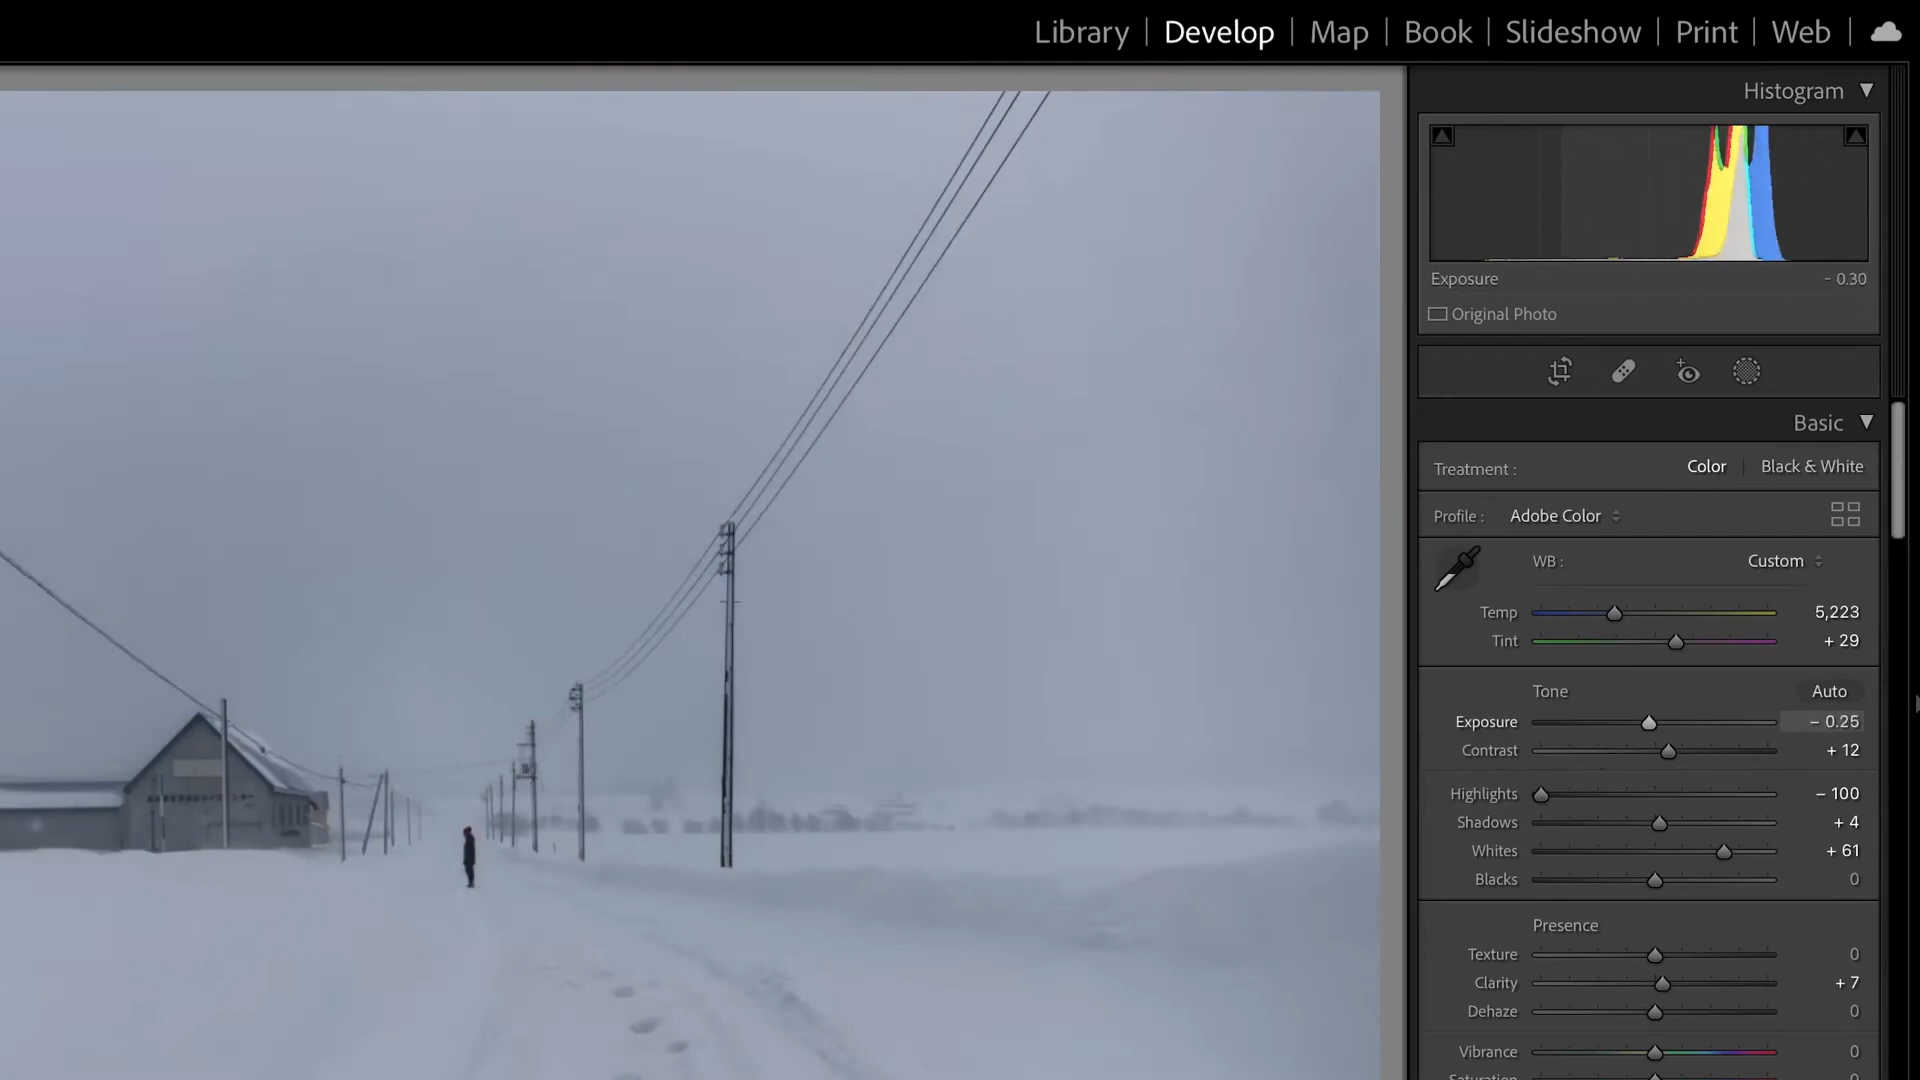 Library | Develop | Map | Book | Slideshow | Print | Web |
Histogram
Exposure - 0.30
Original Photo
Basic
Treatment : Color | Black & White
Profile : Adobe Color
WB : Custom
Temp 5,223
Tint + 29
Tone Auto
Exposure - 0.25
Contrast + 12
Highlights - 100
Shadows + 4
Whites + 61
Blacks 0
Presence
Texture 0
Clarity + 7
Dehaze 0
Vibrance 0
Saturation